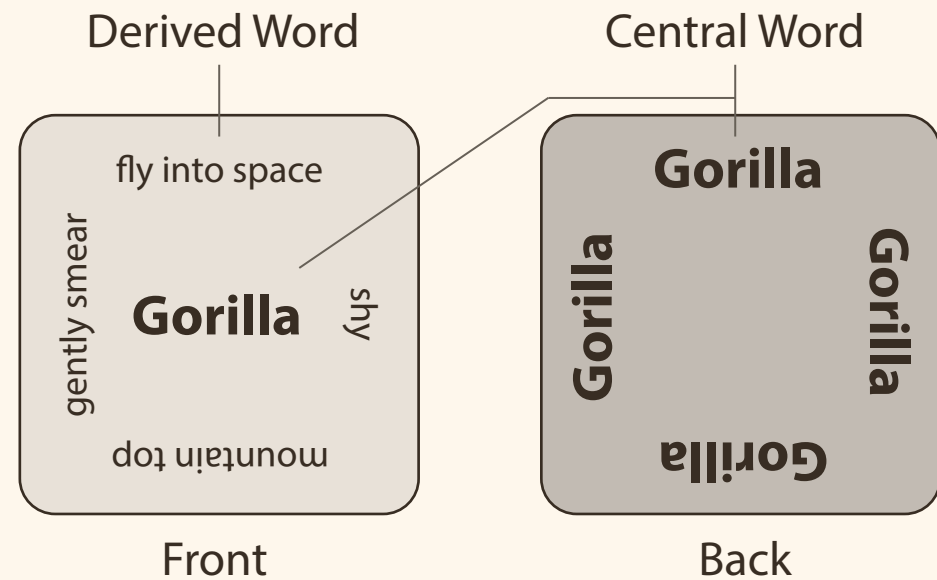 Derived Word
Central Word
fly into space
gently smear
Gorilla
shy
mountain top
Gorilla
Gorilla
Gorilla
Gorilla
Front
Back